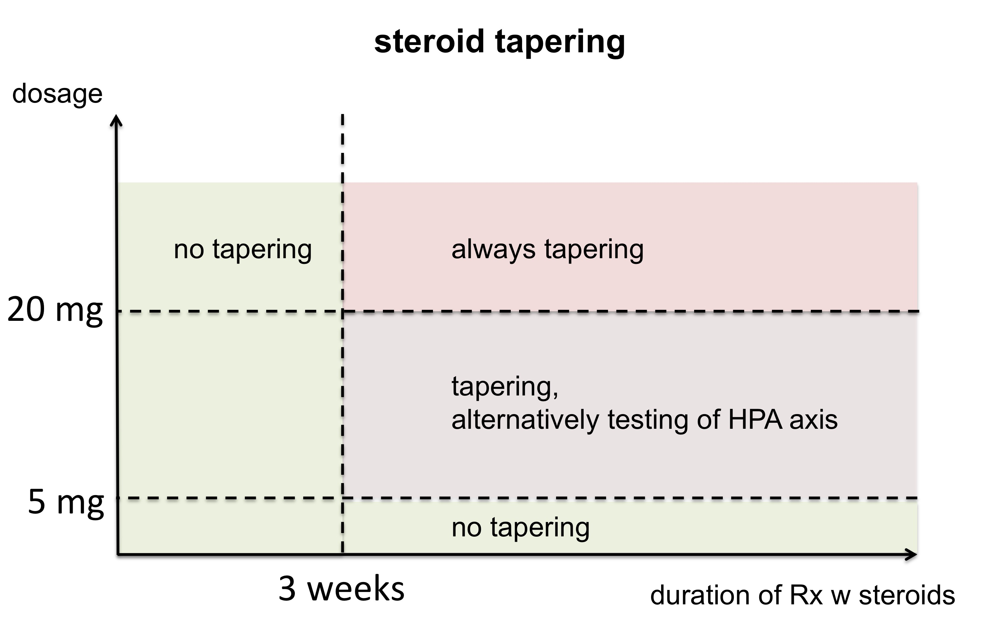 steroid tapering
dosage
no tapering
always tapering
20 mg
tapering,
alternatively testing of HPA axis
5 mg
no tapering
3 weeks
duration of Rx w steroids